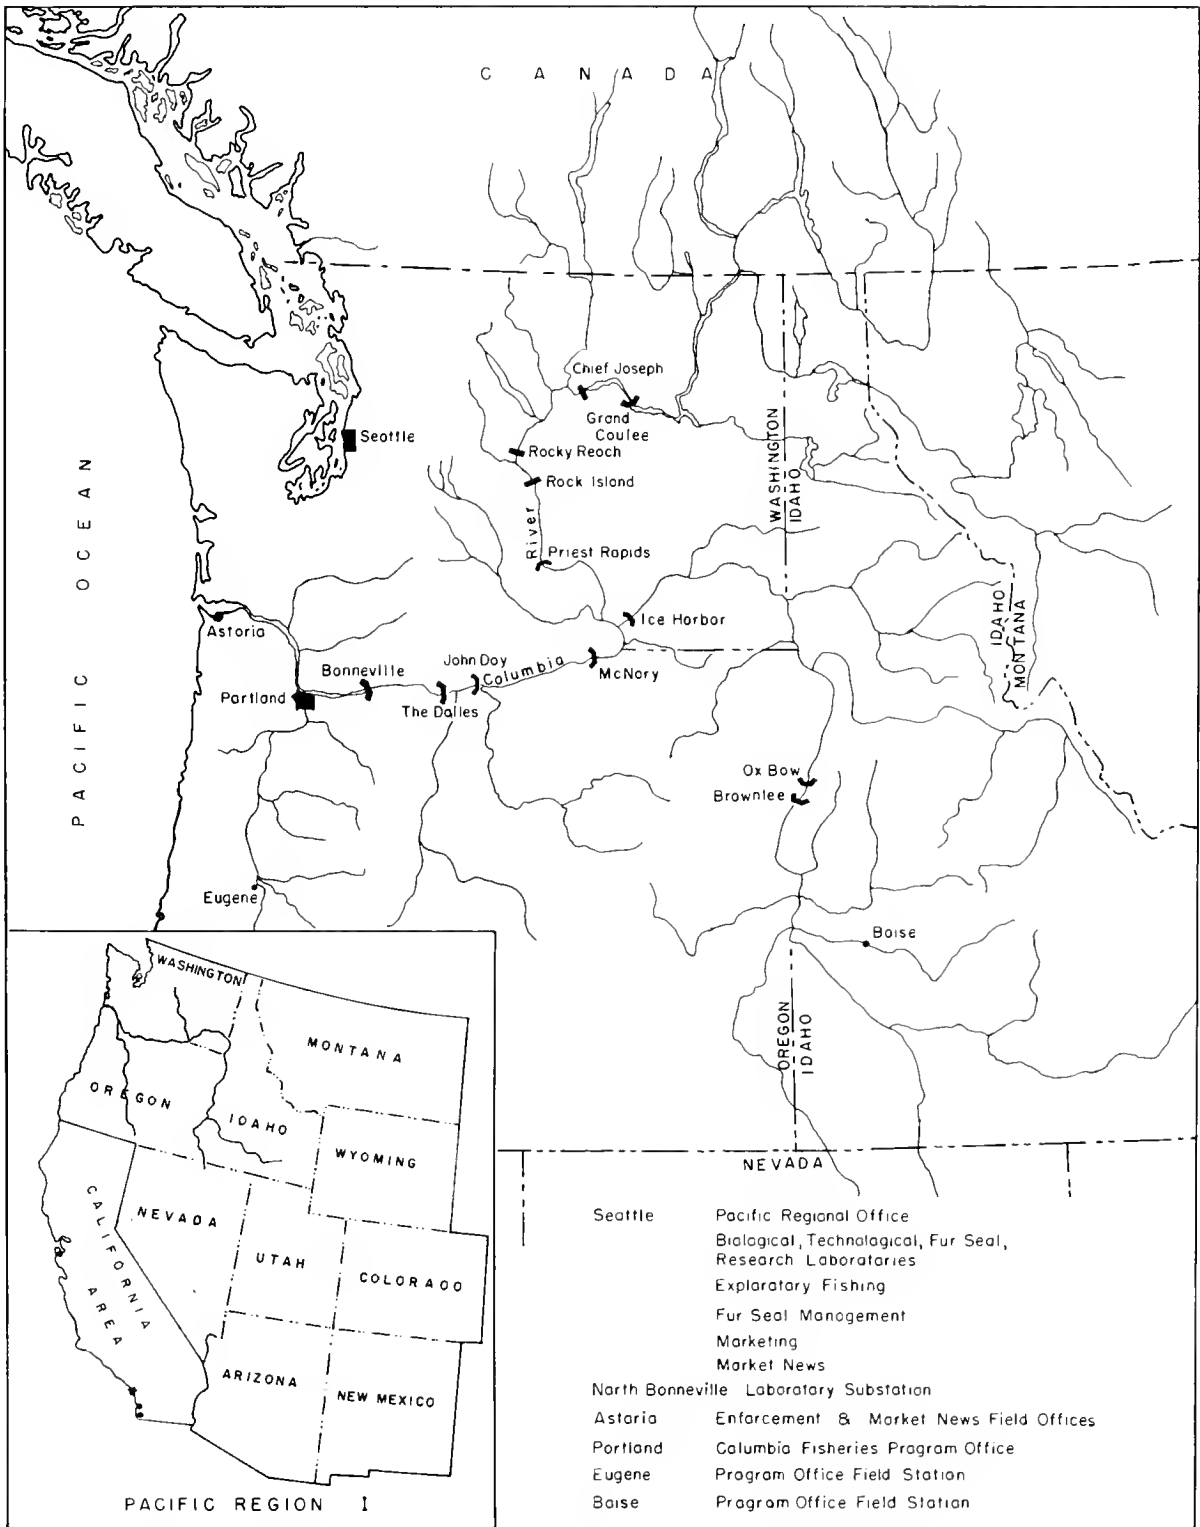 CANADA
Chief Joseph
Grand
Coulee
Seattle
Rocky Reach
Rock Island
WASHINGTON
IDAHO
PACIFIC OCEAN
River
Priest Rapids
Ice Harbor
IDAHO
MONTANA
Astoria
John Day
Columbia
McNary
Bonneville
Portland
The Dalles
Ox Bow
Brownlee
Eugene
Boise
OREGON
IDAHO
NEVADA
WASHINGTON
MONTANA
OREGON
IDAHO
WYOMING
CALIFORNIA
AREA
NEVADA
UTAH
COLORADO
ARIZONA
NEW MEXICO
PACIFIC REGION I
Seattle Pacific Regional Office
Biological, Technological, Fur Seal,
Research Laboratories
Exploratory Fishing
Fur Seal Management
Marketing
Market News
North Bonneville Laboratory Substation
Astoria Enforcement & Market News Field Offices
Portland Columbia Fisheries Program Office
Eugene Program Office Field Station
Boise Program Office Field Station